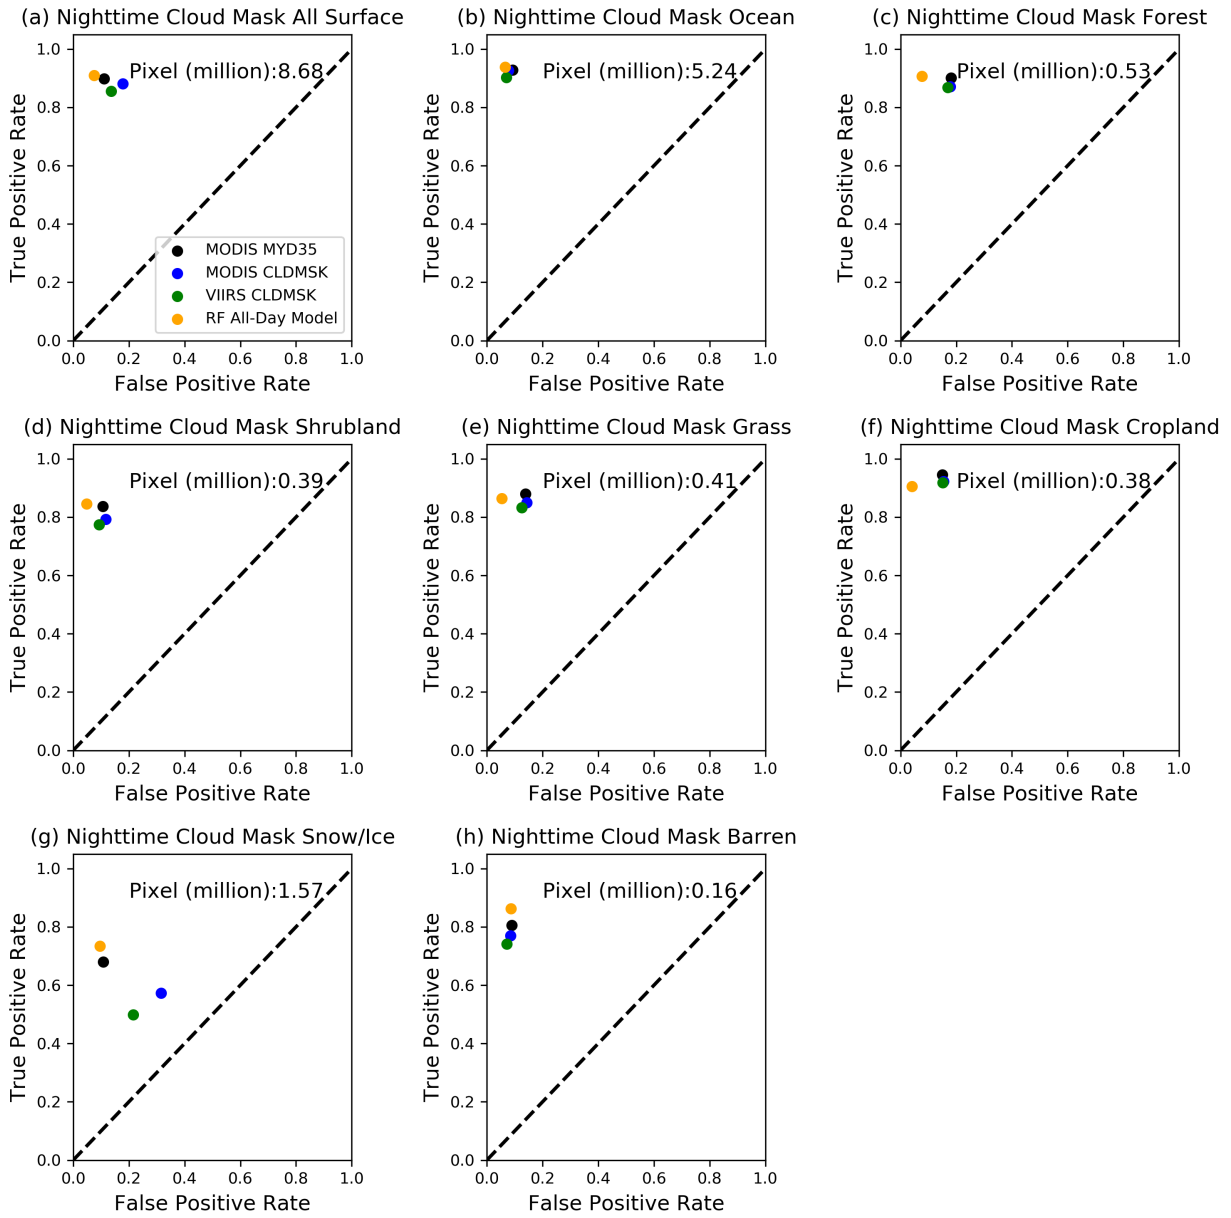 (a) Nighttime Cloud Mask All Surface
1.0
0.8
0.6
0.4
0.2
0.0
True Positive Rate
Pixel (million):8.68
MODIS MYD35
MODIS CLDMSK
VIIRS CLDMSK
RF All-Day Model
0.0 0.2 0.4 0.6 0.8 1.0
False Positive Rate
(b) Nighttime Cloud Mask Ocean
1.0
0.8
0.6
0.4
0.2
0.0
True Positive Rate
Pixel (million):5.24
0.0 0.2 0.4 0.6 0.8 1.0
False Positive Rate
(c) Nighttime Cloud Mask Forest
1.0
0.8
0.6
0.4
0.2
0.0
True Positive Rate
Pixel (million):0.53
0.0 0.2 0.4 0.6 0.8 1.0
False Positive Rate
(d) Nighttime Cloud Mask Shrubland
1.0
0.8
0.6
0.4
0.2
0.0
True Positive Rate
Pixel (million):0.39
0.0 0.2 0.4 0.6 0.8 1.0
False Positive Rate
(e) Nighttime Cloud Mask Grass
1.0
0.8
0.6
0.4
0.2
0.0
True Positive Rate
Pixel (million):0.41
0.0 0.2 0.4 0.6 0.8 1.0
False Positive Rate
(f) Nighttime Cloud Mask Cropland
1.0
0.8
0.6
0.4
0.2
0.0
True Positive Rate
Pixel (million):0.38
0.0 0.2 0.4 0.6 0.8 1.0
False Positive Rate
(g) Nighttime Cloud Mask Snow/Ice
1.0
0.8
0.6
0.4
0.2
0.0
True Positive Rate
Pixel (million):1.57
0.0 0.2 0.4 0.6 0.8 1.0
False Positive Rate
(h) Nighttime Cloud Mask Barren
1.0
0.8
0.6
0.4
0.2
0.0
True Positive Rate
Pixel (million):0.16
0.0 0.2 0.4 0.6 0.8 1.0
False Positive Rate